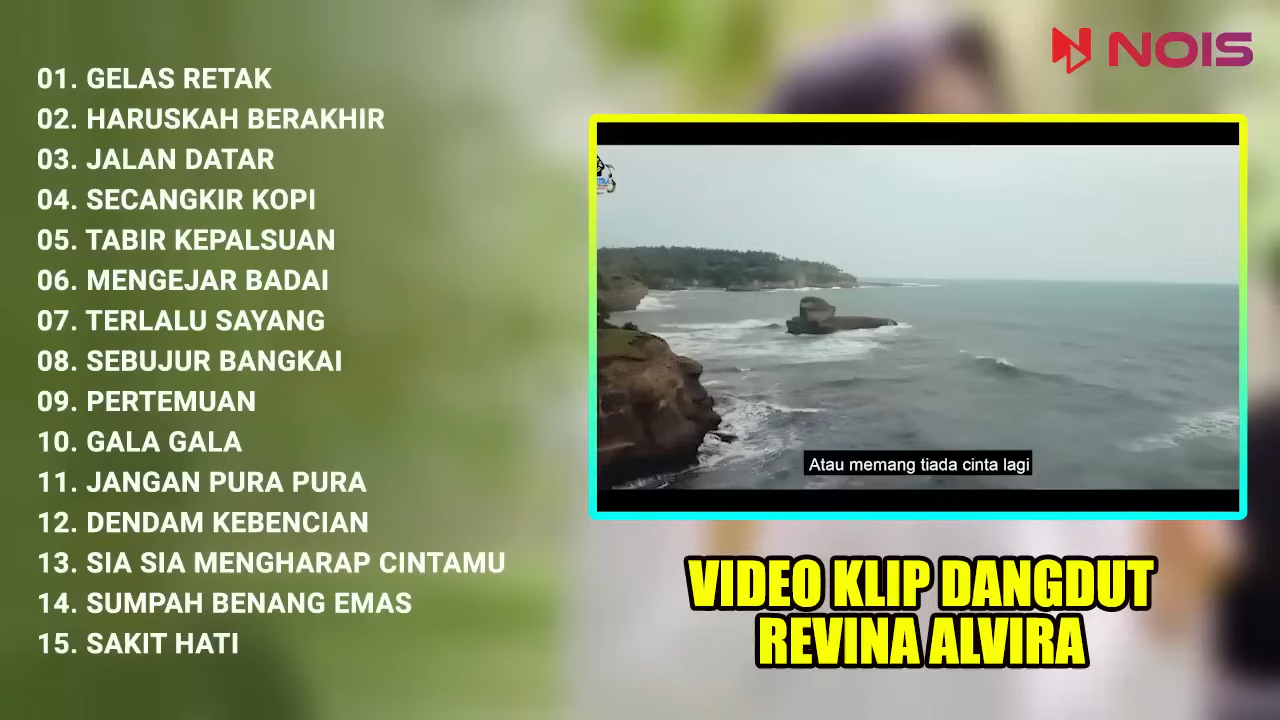 NOIS
01. GELAS RETAK
02. HARUSKAH BERAKHIR
03. JALAN DATAR
04. SECANGKIR KOPI
05. TABIR KEPALSUAN
06. MENGEJAR BADAI
07. TERLALU SAYANG
08. SEBUJUR BANGKAI
09. PERTEMUAN
10. GALA GALA
11. JANGAN PURA PURA
12. DENDAM KEBENCIAN
13. SIA SIA MENGHARAP CINTAMU
14. SUMPAH BENANG EMAS
15. SAKIT HATI
Atau memang tiada cinta lagi
VIDEO KLIP DANGDUT
REVINA ALVIRA